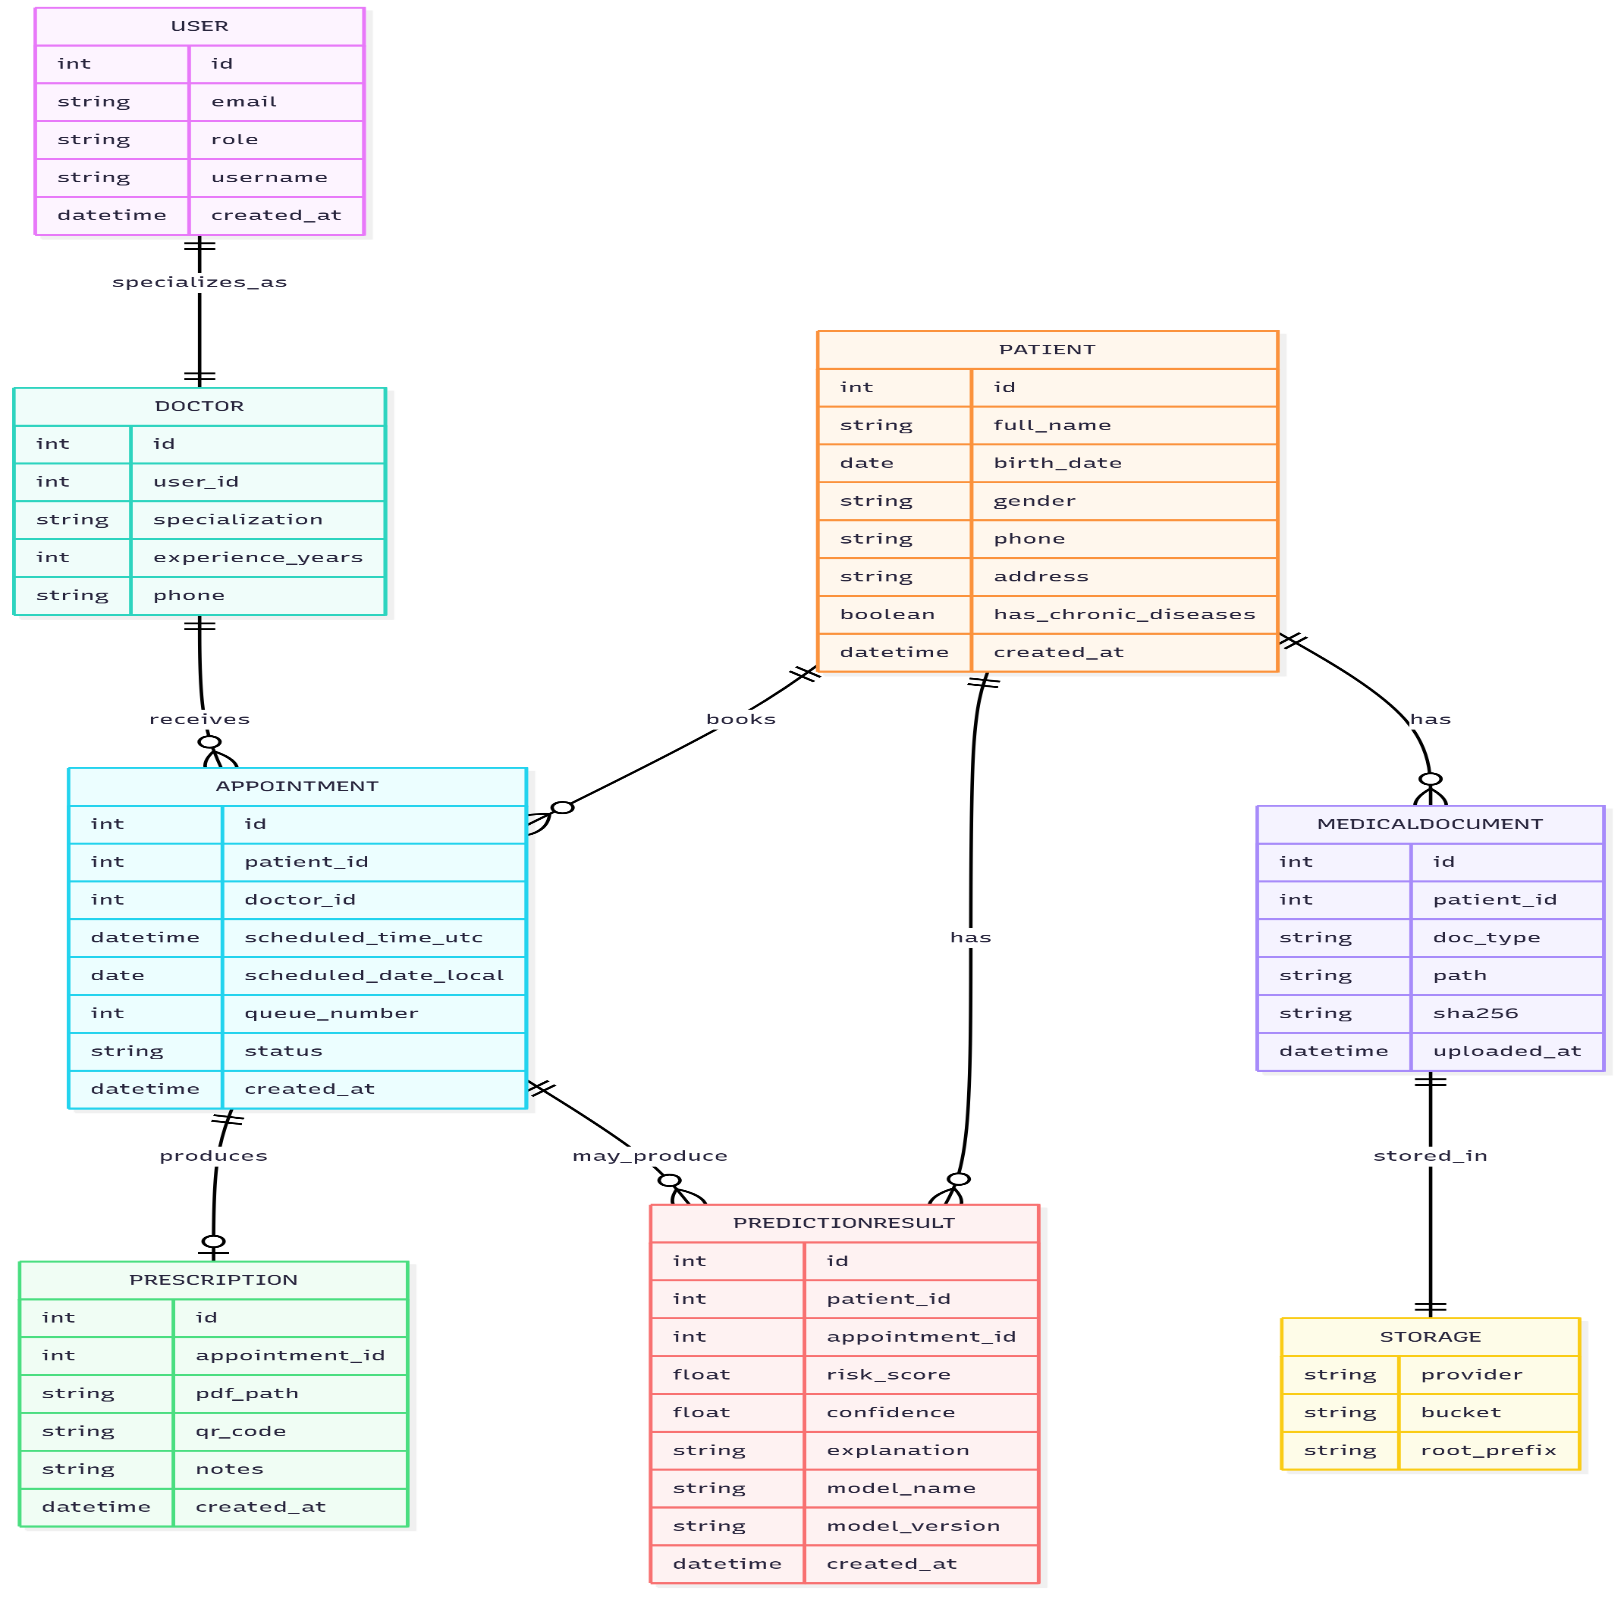 USER
int id
string email
string role
string username
datetime created_at
specializes_as
DOCTOR
int id
int user_id
string specialization
int experience_years
string phone
receives
PATIENT
int id
string full_name
date birth_date
string gender
string phone
string address
boolean has_chronic_diseases
datetime created_at
books
has
has
APPOINTMENT
int id
int patient_id
int doctor_id
datetime scheduled_time_utc
date scheduled_date_local
int queue_number
string status
datetime created_at
MEDICALDOCUMENT
int id
int patient_id
string doc_type
string path
string sha256
datetime uploaded_at
produces
may_produce
stored_in
PRESCRIPTION
int id
int appointment_id
string pdf_path
string qr_code
string notes
datetime created_at
PREDICTIONRESULT
int id
int patient_id
int appointment_id
float risk_score
float confidence
string explanation
string model_name
string model_version
datetime created_at
STORAGE
string provider
string bucket
string root_prefix